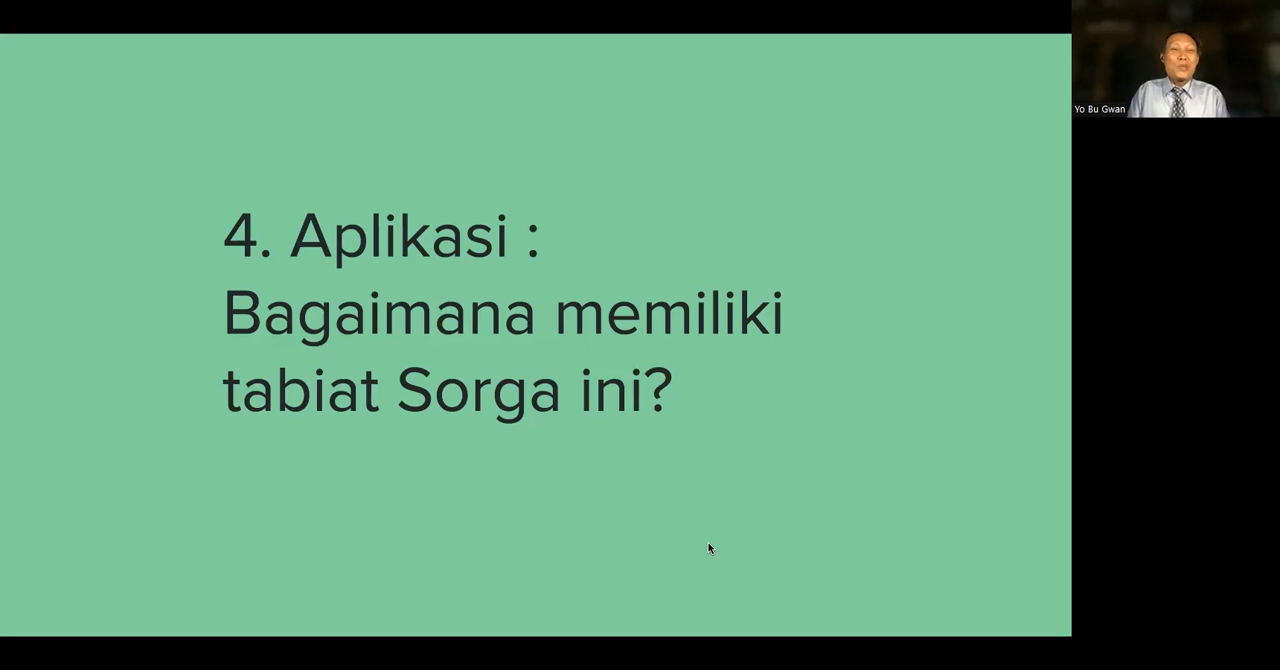 4. Aplikasi :
Bagaimana memiliki
tabiat Sorga ini?
Yo Bu Gwan